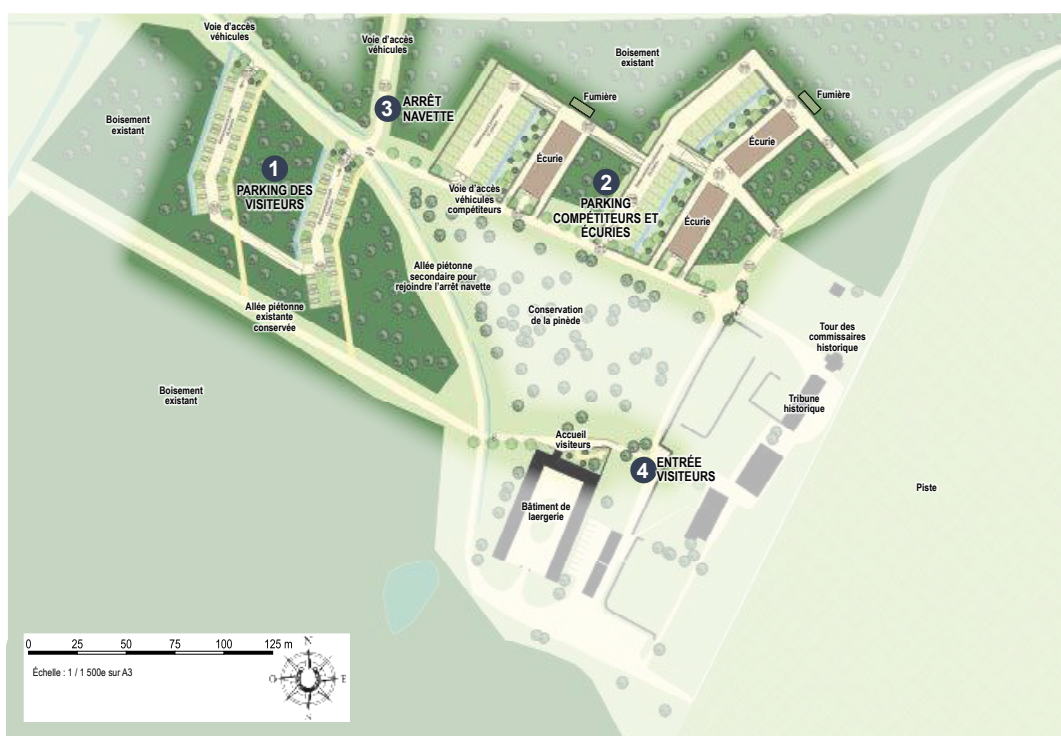 Voie d'accès
véhicules
Voie d'accès
véhicules
Boisement
existant
3 ARRÊT
NAVETTE
Fumière
Fumière
Boisement
existant
Écurie
Écurie
1
PARKING DES
VISITEURS
2
PARKING
COMPÉTITEURS ET
ÉCURIES
Voie d'accès
véhicules
compétiteurs
Écurie
Allée piétonne
secondaire pour
rejoindre l'arrêt navette
Allée piétonne
existante
conservée
Conservation
de la pinède
Tour des
commissaires
historique
Boisement
existant
Tribune
historique
Accueil
visiteurs
4 ENTRÉE
VISITEURS
Piste
Bâtiment de
laergerie
0 25 50 75 100 125 m
Échelle : 1 / 1 500e sur A3
N
O E
S